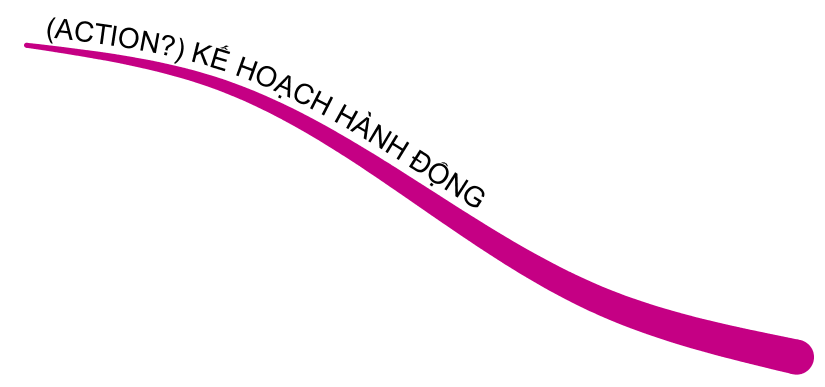 (ACTION?) KẾ HOẠCH HÀNH ĐỘNG